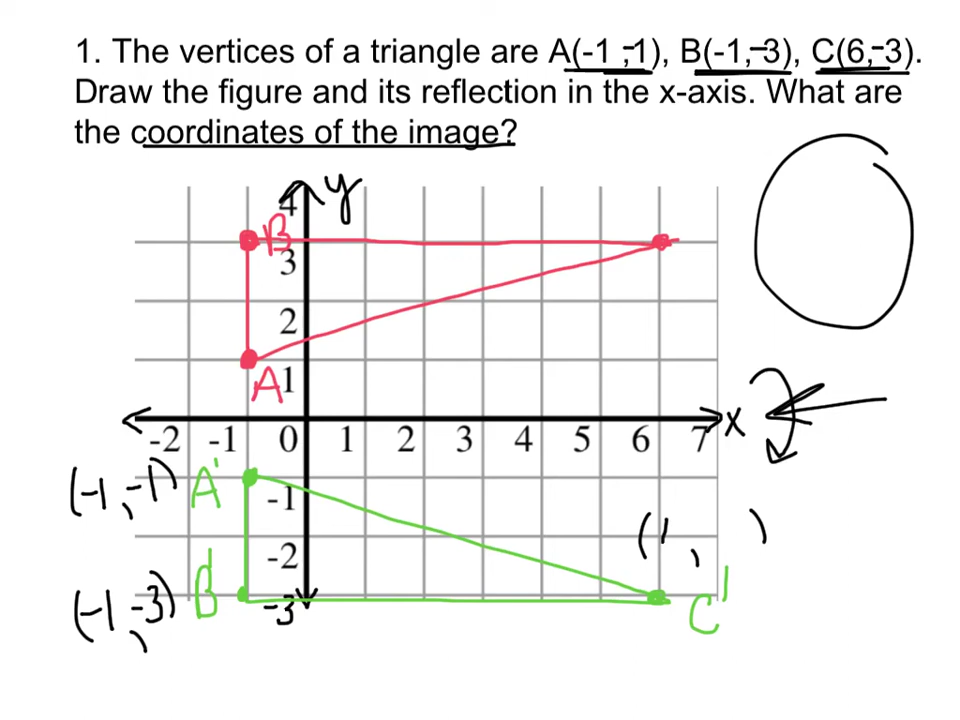 1. The vertices of a triangle are A(-1,-1), B(-1,-3), C(6,-3).
Draw the figure and its reflection in the x-axis. What are
the coordinates of the image?
y
4
B
3
2
A 1
x
-2 -1 0 1 2 3 4 5 6 7
(-1,-1) A' -1
(1, )
-2
(-1,-3) B' -3 C'